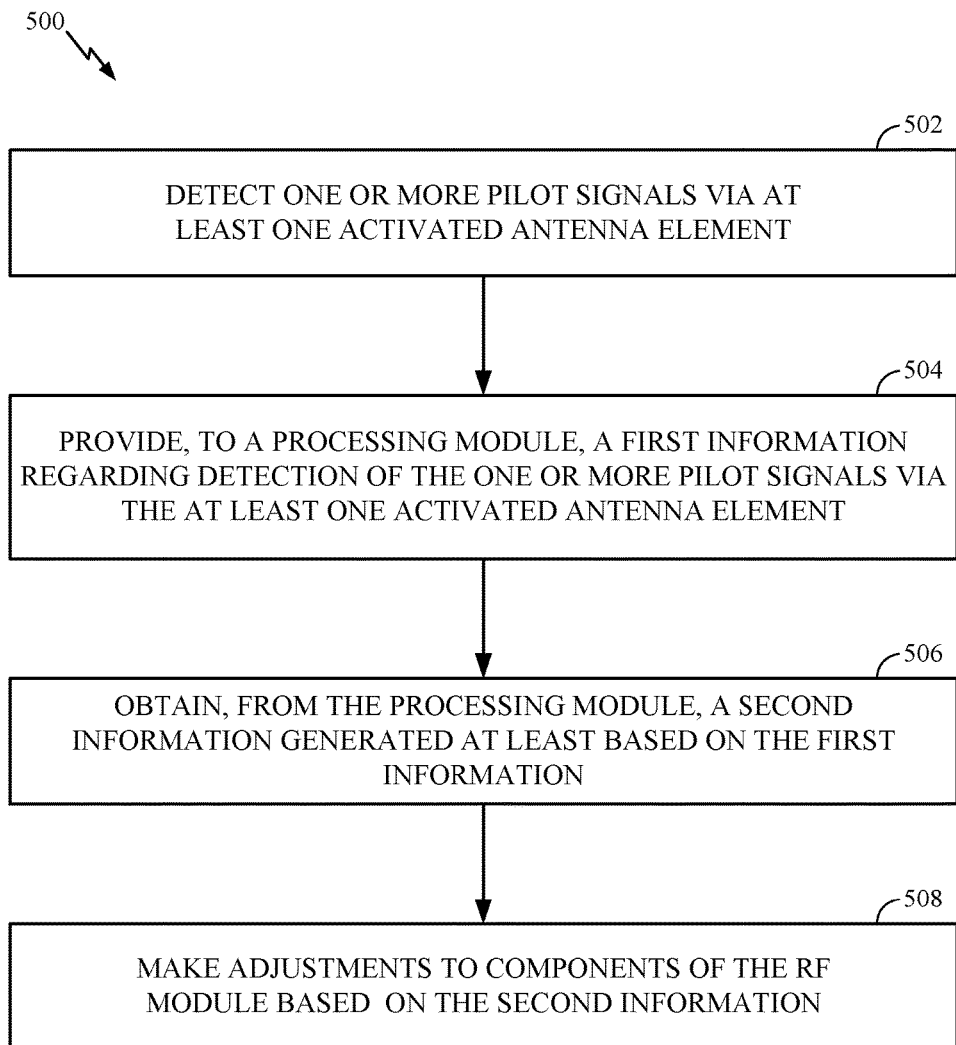 500
502
DETECT ONE OR MORE PILOT SIGNALS VIA AT
LEAST ONE ACTIVATED ANTENNA ELEMENT
504
PROVIDE, TO A PROCESSING MODULE, A FIRST INFORMATION
REGARDING DETECTION OF THE ONE OR MORE PILOT SIGNALS VIA
THE AT LEAST ONE ACTIVATED ANTENNA ELEMENT
506
OBTAIN, FROM THE PROCESSING MODULE, A SECOND
INFORMATION GENERATED AT LEAST BASED ON THE FIRST
INFORMATION
508
MAKE ADJUSTMENTS TO COMPONENTS OF THE RF
MODULE BASED ON THE SECOND INFORMATION